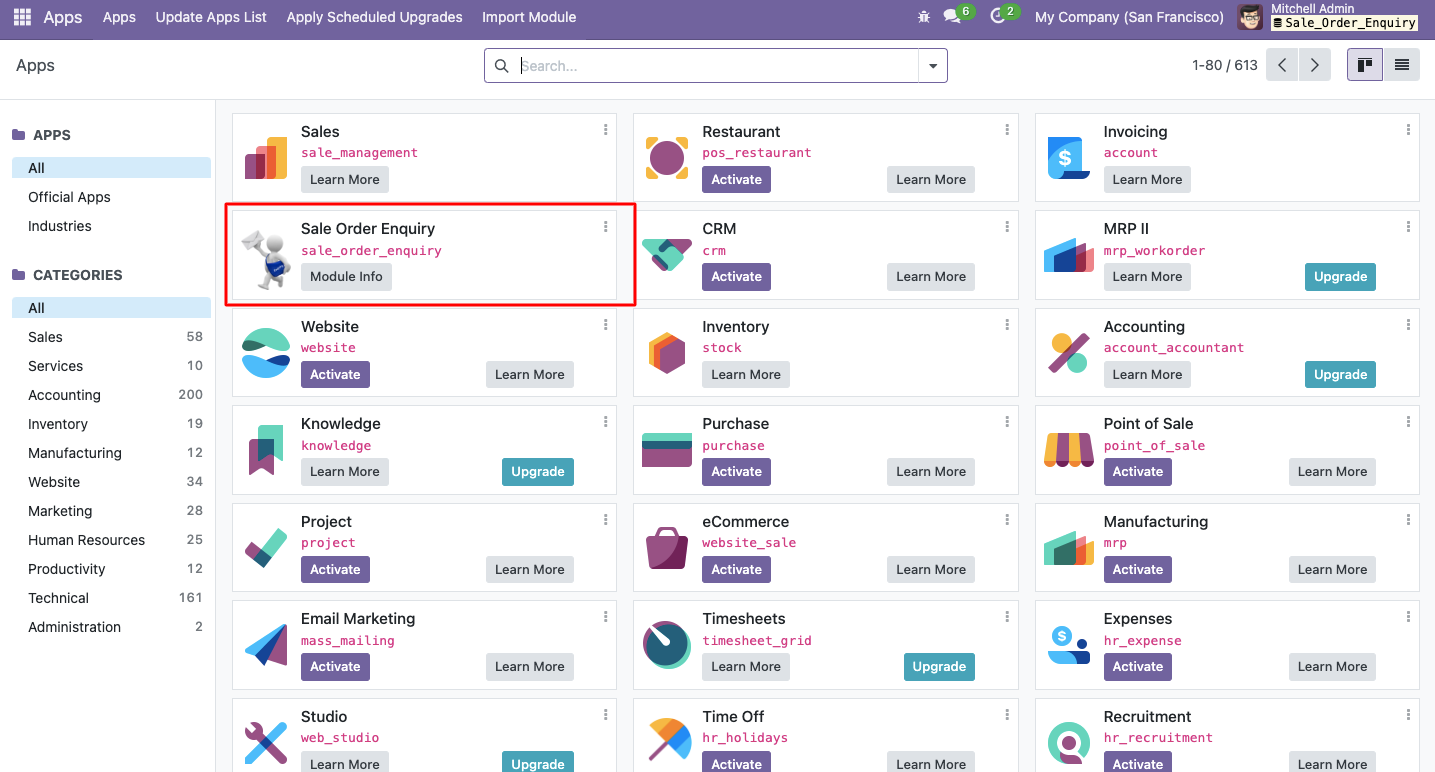 Apps Apps Update Apps List Apply Scheduled Upgrades Import Module 6 2 My Company (San Francisco) Mitchell Admin
Sale_Order_Enquiry
Apps Search... 1-80 / 613
APPS
All
Official Apps
Industries
CATEGORIES
All
Sales 58
Services 10
Accounting 200
Inventory 19
Manufacturing 12
Website 34
Marketing 28
Human Resources 25
Productivity 12
Technical 161
Administration 2
Sales
sale_management
Learn More
Restaurant
pos_restaurant
Activate Learn More
Invoicing
$
account
Learn More
Sale Order Enquiry
sale_order_enquiry
Module Info
CRM
crm
Activate Learn More
MRP II
mrp_workorder
Learn More Upgrade
Website
website
Activate Learn More
Inventory
stock
Learn More
Accounting
account_accountant
Learn More Upgrade
Knowledge
knowledge
Learn More Upgrade
Purchase
purchase
Activate Learn More
Point of Sale
point_of_sale
Activate Learn More
Project
project
Activate Learn More
eCommerce
website_sale
Activate Learn More
Manufacturing
mrp
Activate Learn More
Email Marketing
mass_mailing
Activate Learn More
Timesheets
timesheet_grid
Learn More Upgrade
Expenses
$
hr_expense
Activate Learn More
Studio
web_studio
Learn More Upgrade
Time Off
hr_holidays
Activate Learn More
Recruitment
hr_recruitment
Activate Learn More